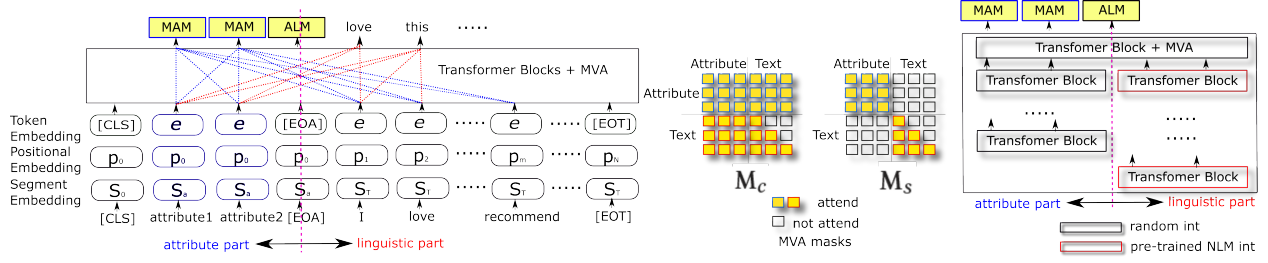 MAM MAM ALM love this .....
Transformer Blocks + MVA
Token Embedding [CLS] e e [EOA] e e ..... e ..... [EOT]
Positional Embedding p0 p0 p0 p0 p1 p2 ..... pm ..... pN
Segment Embedding S0 Sa Sa Sa ST ST ..... ST ..... ST
[CLS] attribute1 attribute2 [EOA] I love recommend [EOT]
attribute part linguistic part
Attribute Text
Attribute
Text
Mc
Attribute Text
Text
Ms
attend
not attend
MVA masks
MAM MAM ALM
Transfomer Block + MVA
Transfomer Block Transfomer Block
..... .....
.....
Transfomer Block
Transfomer Block
attribute part linguistic part
random int
pre-trained NLM int